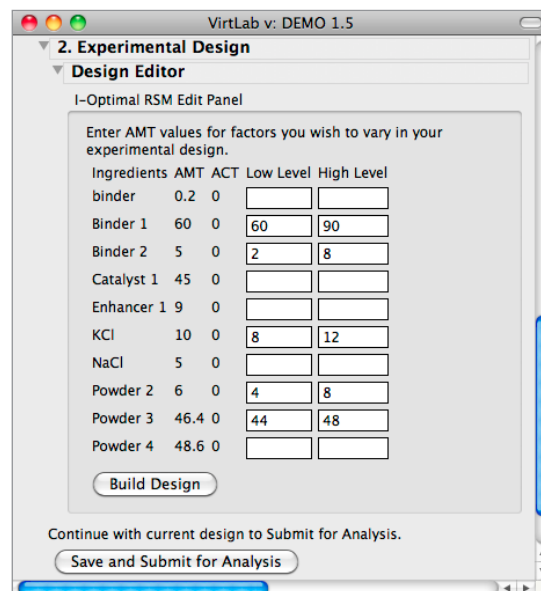 VirtLab v: DEMO 1.5
2. Experimental Design
Design Editor
I-Optimal RSM Edit Panel
Enter AMT values for factors you wish to vary in your
experimental design.
Ingredients AMT ACT Low Level High Level
binder 0.2 0
Binder 1 60 0 60 90
Binder 2 5 0 2 8
Catalyst 1 45 0
Enhancer 1 9 0
KCl 10 0 8 12
NaCl 5 0
Powder 2 6 0 4 8
Powder 3 46.4 0 44 48
Powder 4 48.6 0
Build Design
Continue with current design to Submit for Analysis.
Save and Submit for Analysis